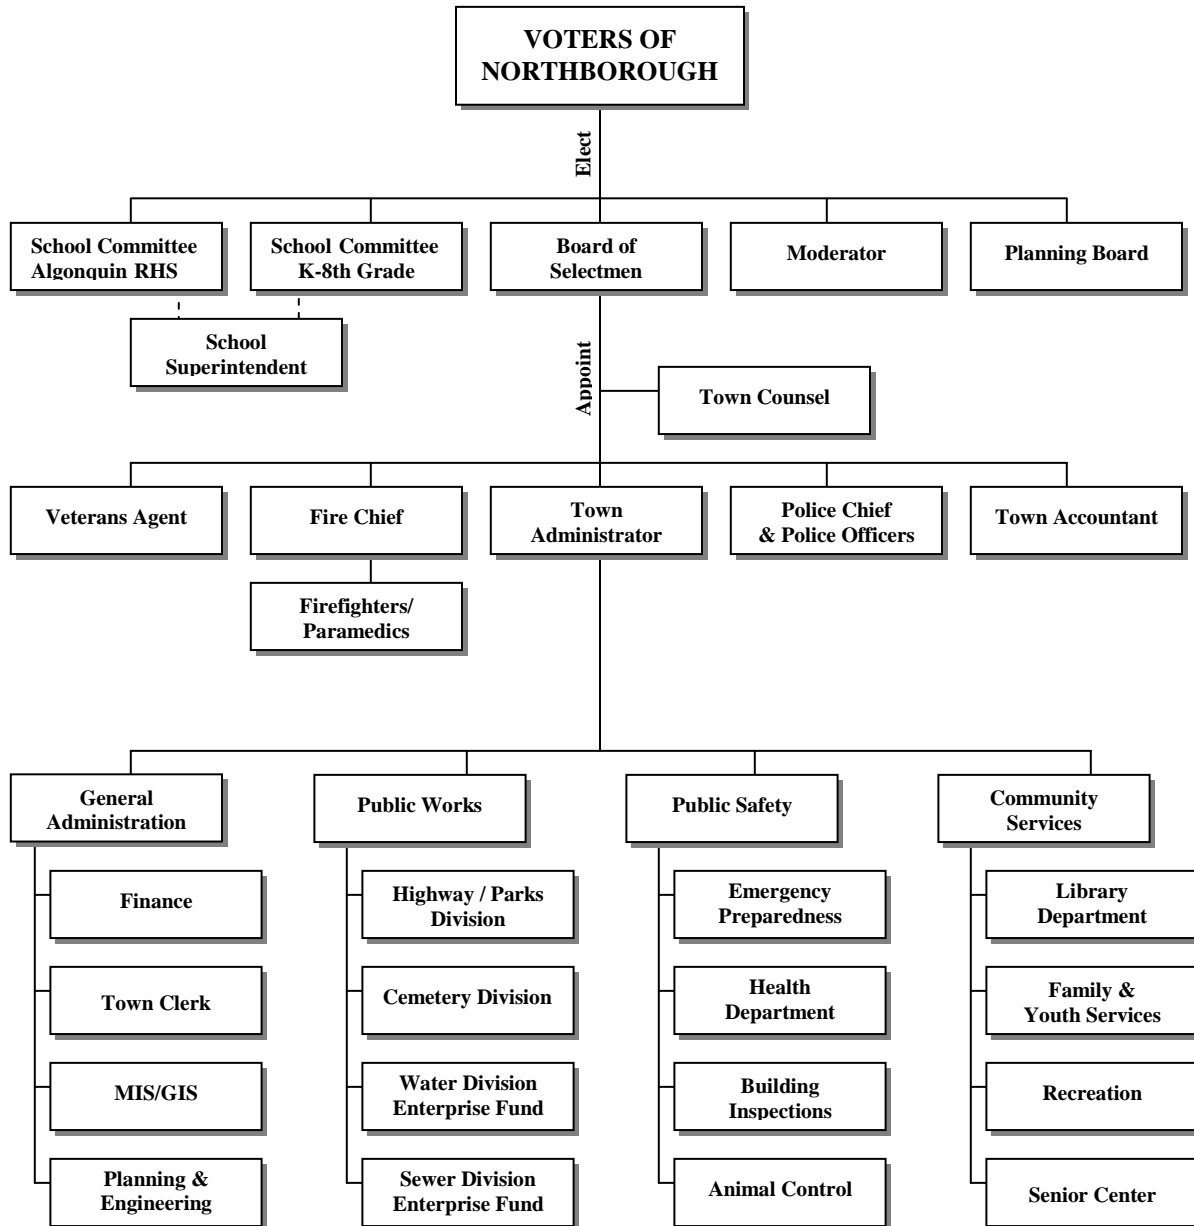 VOTERS OF
NORTHBOROUGH
Elect
School Committee
Algonquin RHS
School Committee
K-8th Grade
Board of
Selectmen
Moderator
Planning Board
School
Superintendent
Appoint
Town Counsel
Veterans Agent
Fire Chief
Town
Administrator
Police Chief
& Police Officers
Town Accountant
Firefighters/
Paramedics
General
Administration
Public Works
Public Safety
Community
Services
Finance
Highway / Parks
Division
Emergency
Preparedness
Library
Department
Town Clerk
Cemetery Division
Health
Department
Family &
Youth Services
MIS/GIS
Water Division
Enterprise Fund
Building
Inspections
Recreation
Planning &
Engineering
Sewer Division
Enterprise Fund
Animal Control
Senior Center